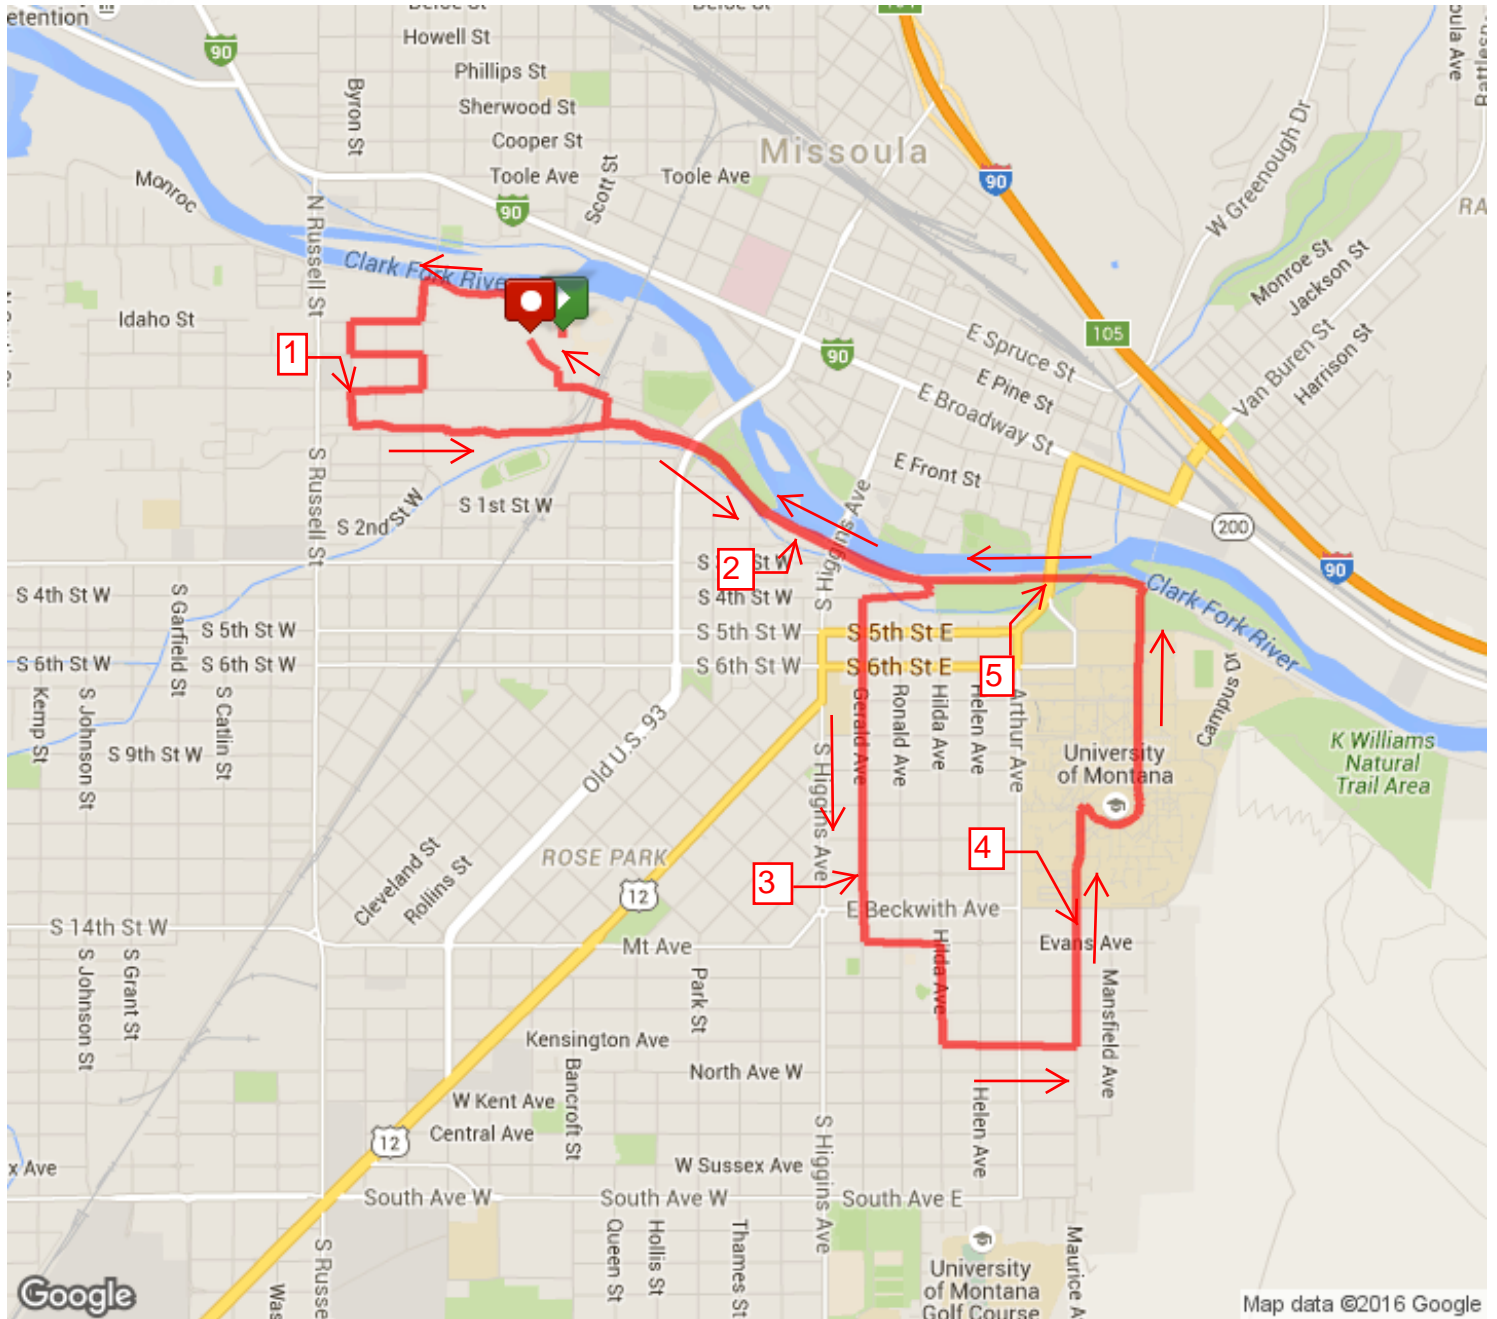 etention
90
Defoe St
Howell St
Phillips St
Sherwood St
Cooper St
Toole Ave
Byron St
Scott St
Toole Ave
Missoula
90
90
W Greenough Dr
Monroe St
Jackson St
Van Buren St
Harrison St
RA
N Russell St
Clark Fork River
Idaho St
1
105
90
E Spruce St
E Pine St
E Broadway St
E Front St
200
90
S Russell St
S 1st St W
S 2nd St W
S Higgins Ave
2
St W
S 4th St W
S 4th St W
S 5th St W
S 5th St W
S 5th St E
S 6th St W
S 6th St W
S 6th St W
S 6th St E
5
Clark Fork River
S Garfield St
Kemp St
S Johnson St
S Catlin St
S 9th St W
Old U.S. 93
Gerald Ave
Ronald Ave
Hilda Ave
Helen Ave
Arthur Ave
Campus Dr
S Higgins Ave
University
of Montana
K Williams
Natural
Trail Area
ROSE PARK
Cleveland St
Rollins St
12
3
4
E Beckwith Ave
Evans Ave
S 14th St W
Mt Ave
Hilda Ave
S Johnson St
S Grant St
Park St
Mansfield Ave
Kensington Ave
North Ave W
Bancroft St
W Kent Ave
Central Ave
12
Helen Ave
S Higgins Ave
W Sussex Ave
x Ave
South Ave W
South Ave W
South Ave E
S Russe
Queen St
Hollis St
Thames St
Maurice A
University
of Montana
Golf Course
Was
Google
Map data ©2016 Google